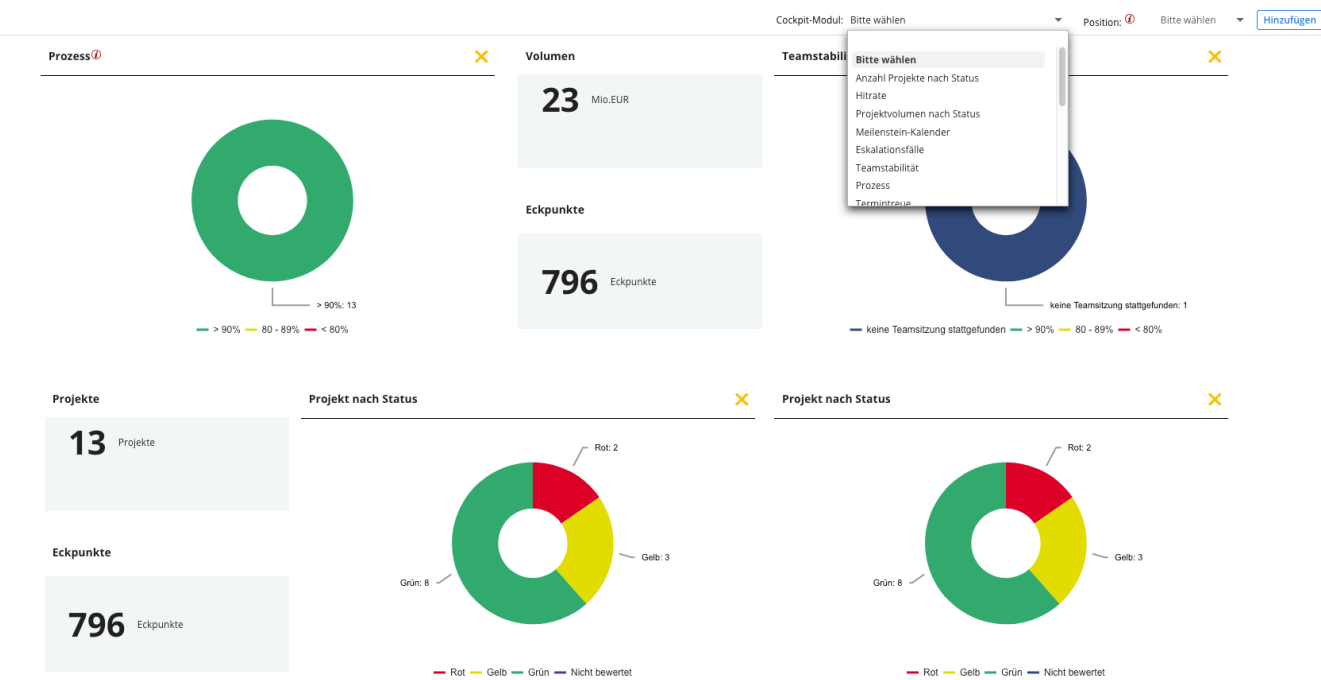 Cockpit-Modul: Bitte wählen Position: Bitte wählen Hinzufügen
Bitte wählen
Anzahl Projekte nach Status
Hitrate
Projektvolumen nach Status
Meilenstein-Kalender
Eskalationsfälle
Teamstabilität
Prozess
Termintreue
Prozess
> 90%: 13
> 90% 80 - 89% < 80%
Volumen
23 Mio.EUR
Eckpunkte
796 Eckpunkte
Teamstabili
keine Teamsitzung stattgefunden: 1
keine Teamsitzung stattgefunden > 90% 80 - 89% < 80%
Projekte
13 Projekte
Eckpunkte
796 Eckpunkte
Projekt nach Status
Rot: 2
Gelb: 3
Grün: 8
Rot Gelb Grün Nicht bewertet
Projekt nach Status
Rot: 2
Gelb: 3
Grün: 8
Rot Gelb Grün Nicht bewertet